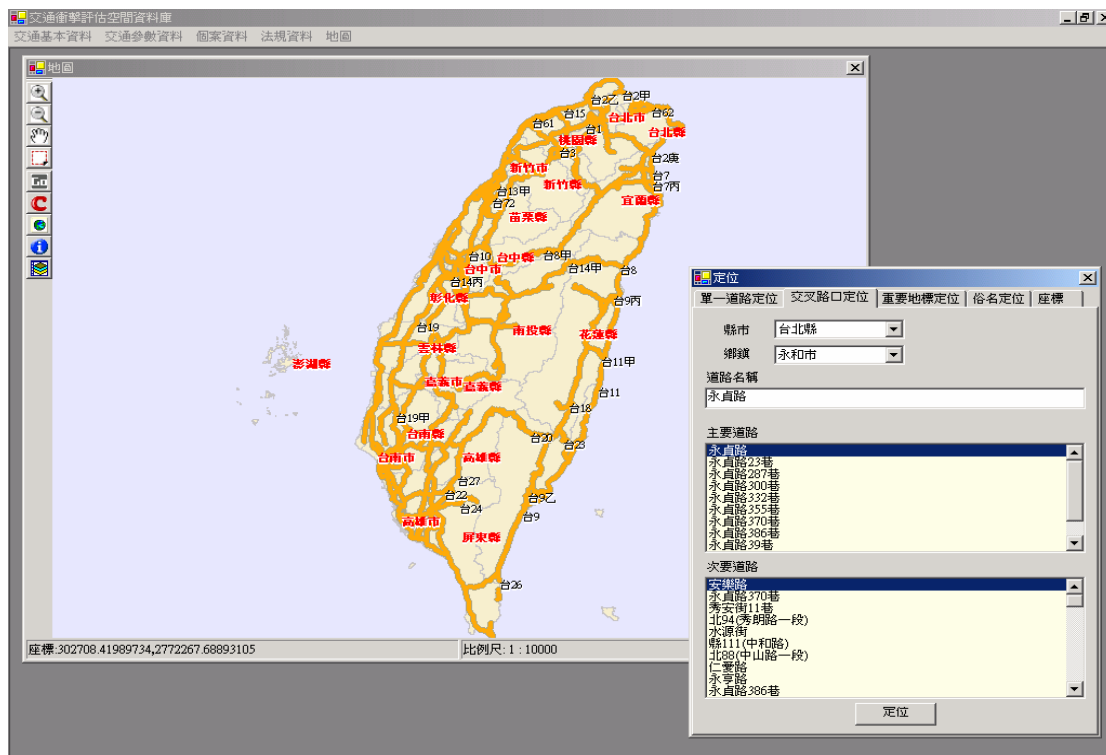 交通衝擊評估空間資料庫
交通基本資料 交通參數資料 個案資料 法規資料 地圖
地圖
台2乙 台2甲
台15 台62
台61 台1 台北市
桃園縣 台北縣
台3
台2庚
新竹市 台7
新竹縣 台7丙
台13甲 宜蘭縣
台72
苗栗縣
台10 台中縣 台8甲
台中市 台14甲 台8
台14丙
彰化縣 台9丙
台19 南投縣 花蓮縣
雲林縣
澎湖縣 台11甲
嘉義市 嘉義縣
台11
台18
台19甲
台南縣 台20 台23
台南市 高雄縣
台27
台22 台9乙
台24 台9
高雄市
屏東縣
台26
座標:302708.41989734,2772267.68893105 比例尺: 1 : 10000
定位
單一道路定位 交叉路口定位 重要地標定位 俗名定位 座標
縣市 台北縣
鄉鎮 永和市
道路名稱
永貞路
主要道路
永貞路
永貞路23巷
永貞路287巷
永貞路300巷
永貞路332巷
永貞路355巷
永貞路370巷
永貞路386巷
永貞路39巷
次要道路
安樂路
永貞路370巷
秀安街11巷
北94(秀朗路一段)
水源街
縣111(中和路)
北88(中山路一段)
仁愛路
永亨路
永貞路386巷
定位